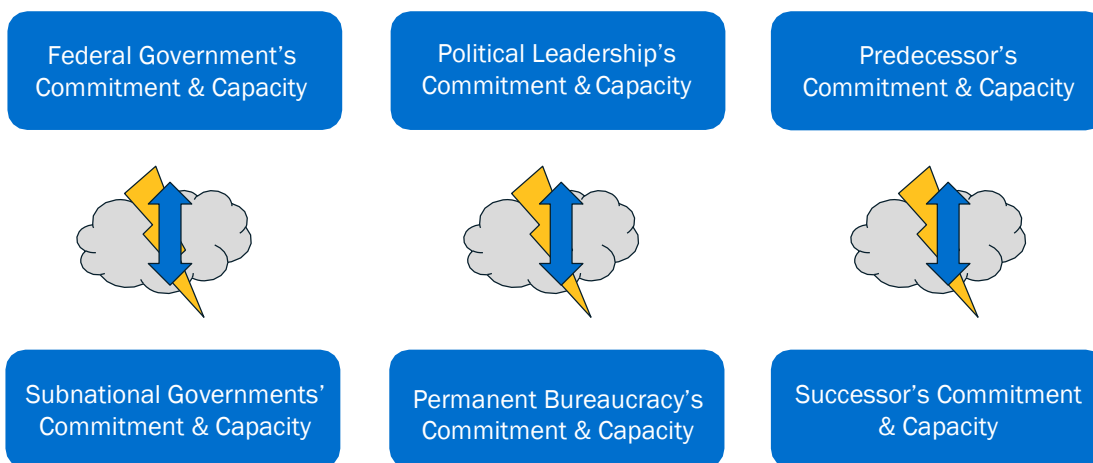 Federal Government's
Commitment & Capacity
Political Leadership's
Commitment & Capacity
Predecessor's
Commitment & Capacity
Subnational Governments'
Commitment & Capacity
Permanent Bureaucracy's
Commitment & Capacity
Successor's Commitment
& Capacity